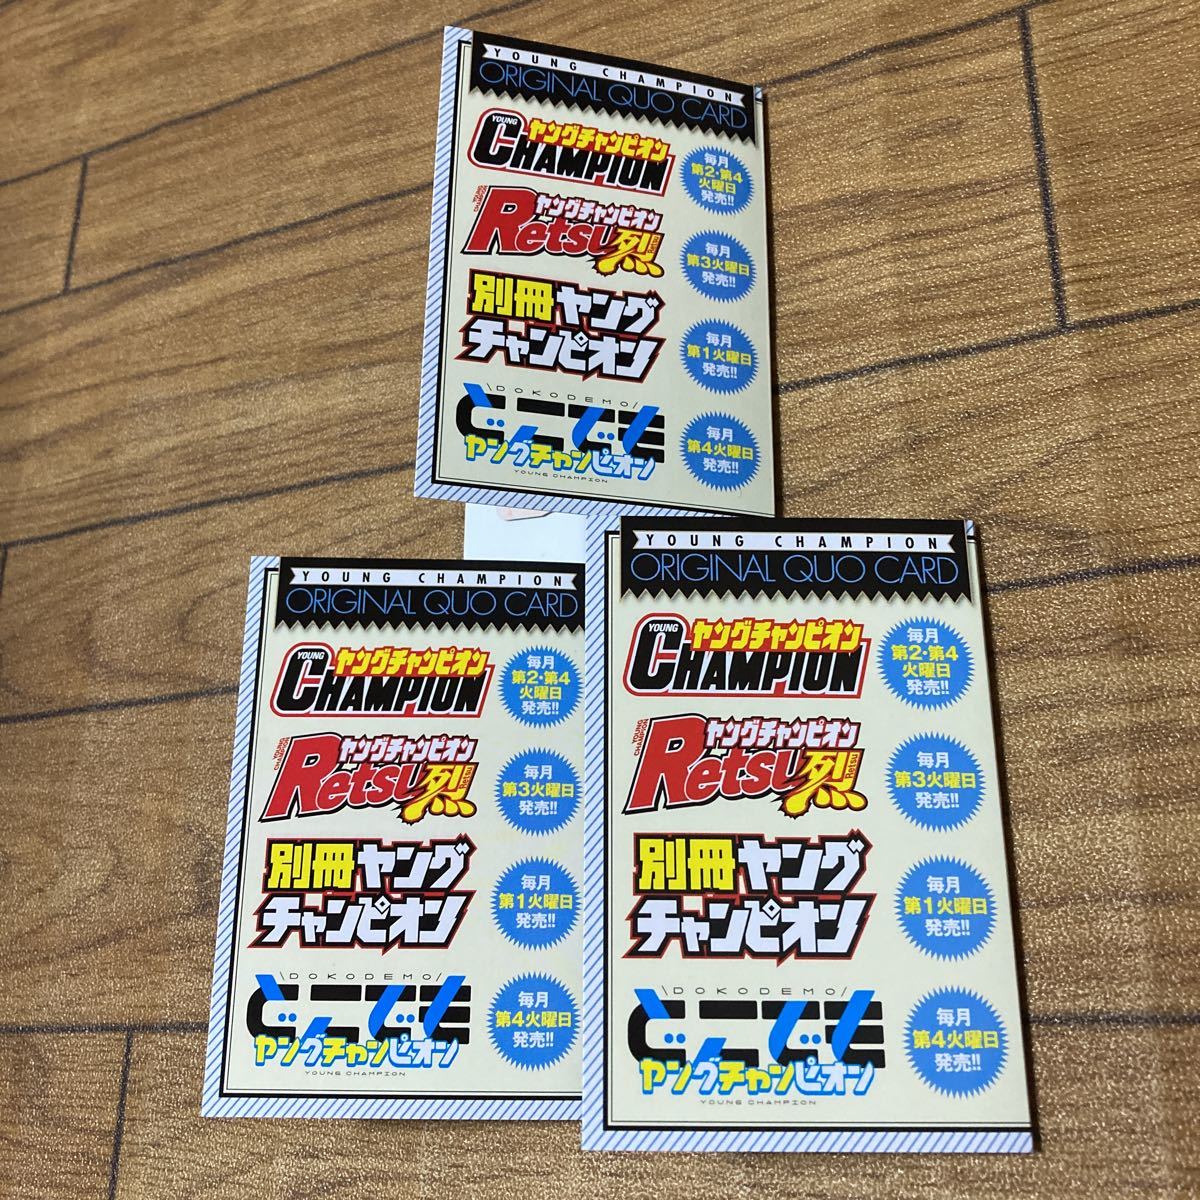 YOUNG CHAMPION
ORIGINAL QUO CARD
YOUNG
ヤングチャンピオン
CHAMPION
毎月
第2・第4
火曜日
発売!!
YOUNG
CHAMPION
ヤングチャンピオン
Retsu烈
Retsu
毎月
第3火曜日
発売!!
別冊ヤング
チャンピオン
毎月
第1火曜日
発売!!
\DOKODEMO/
どこでも
ヤングチャンピオン
YOUNG CHAMPION
毎月
第4火曜日
発売!!
YOUNG CHAMPION
ORIGINAL QUO CARD
YOUNG
ヤングチャンピオン
CHAMPION
毎月
第2・第4
火曜日
発売!!
YOUNG
CHAMPION
ヤングチャンピオン
Retsu烈
Retsu
毎月
第3火曜日
発売!!
別冊ヤング
チャンピオン
毎月
第1火曜日
発売!!
\DOKODEMO/
どこでも
ヤングチャンピオン
YOUNG CHAMPION
毎月
第4火曜日
発売!!
YOUNG CHAMPION
ORIGINAL QUO CARD
YOUNG
ヤングチャンピオン
CHAMPION
毎月
第2・第4
火曜日
発売!!
YOUNG
CHAMPION
ヤングチャンピオン
Retsu烈
Retsu
毎月
第3火曜日
発売!!
別冊ヤング
チャンピオン
毎月
第1火曜日
発売!!
\DOKODEMO/
どこでも
ヤングチャンピオン
YOUNG CHAMPION
毎月
第4火曜日
発売!!